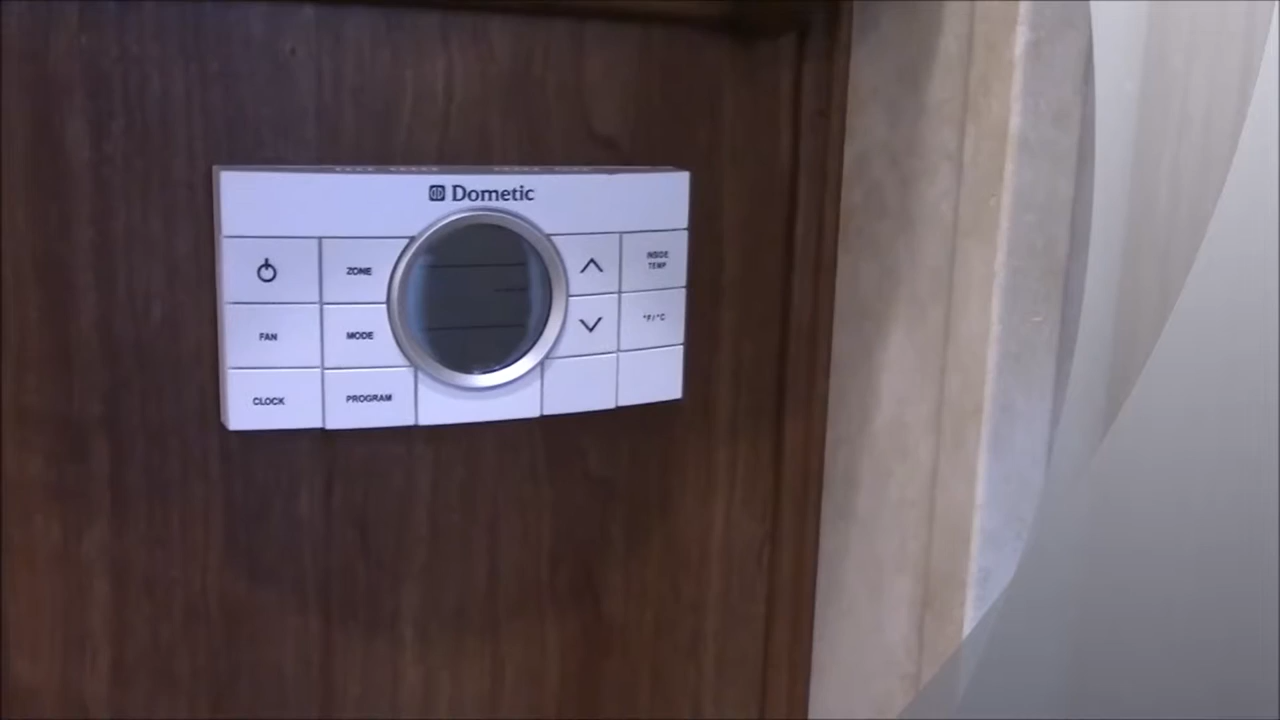 Dometic
ZONE
INSIDE
TEMP
FAN
MODE
°F/°C
CLOCK
PROGRAM